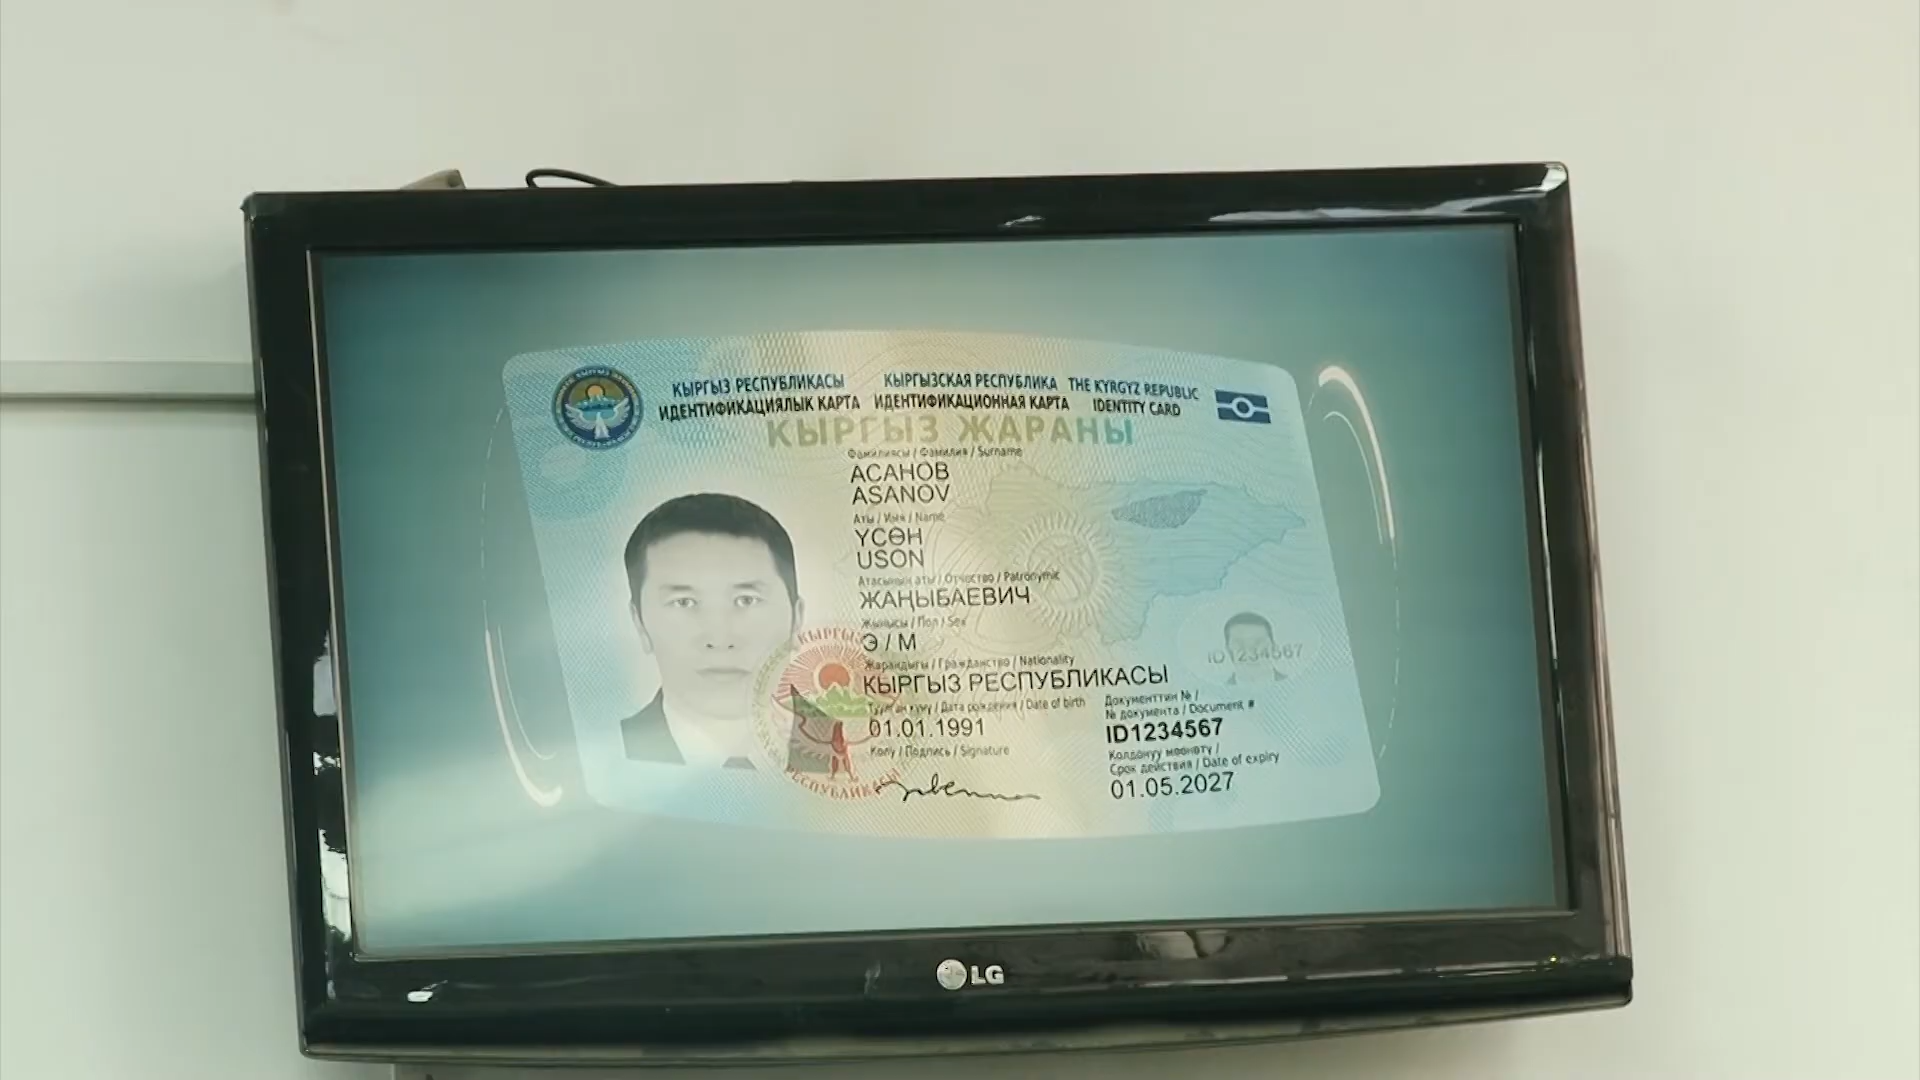 КЫРГЫЗ РЕСПУБЛИКАСЫ КЫРГЫЗСКАЯ РЕСПУБЛИКА THE KYRGYZ REPUBLIC
ИДЕНТИФИКАЦИЯЛЫК КАРТА ИДЕНТИФИКАЦИОННАЯ КАРТА IDENTITY CARD
КЫРГЫЗ ЖАРАНЫ
Фамилиясы / Фамилия / Surname
АСАНОВ
ASANOV
Аты / Имя / Name
ҮСӨН
USON
Атасынын аты / Отчество / Patronymic
ЖАҢЫБАЕВИЧ
Жынысы / Пол / Sex
Э / М
ID1234567
Жарандыгы / Гражданство / Nationality
КЫРГЫЗ РЕСПУБЛИКАСЫ
Туулган күнү / Дата рождения / Date of birth
01.01.1991
Колу / Подпись / Signature
Документтин № /
№ документа / Document #
ID1234567
Колдонуу мөөнөтү /
Срок действия / Date of expiry
01.05.2027
LG